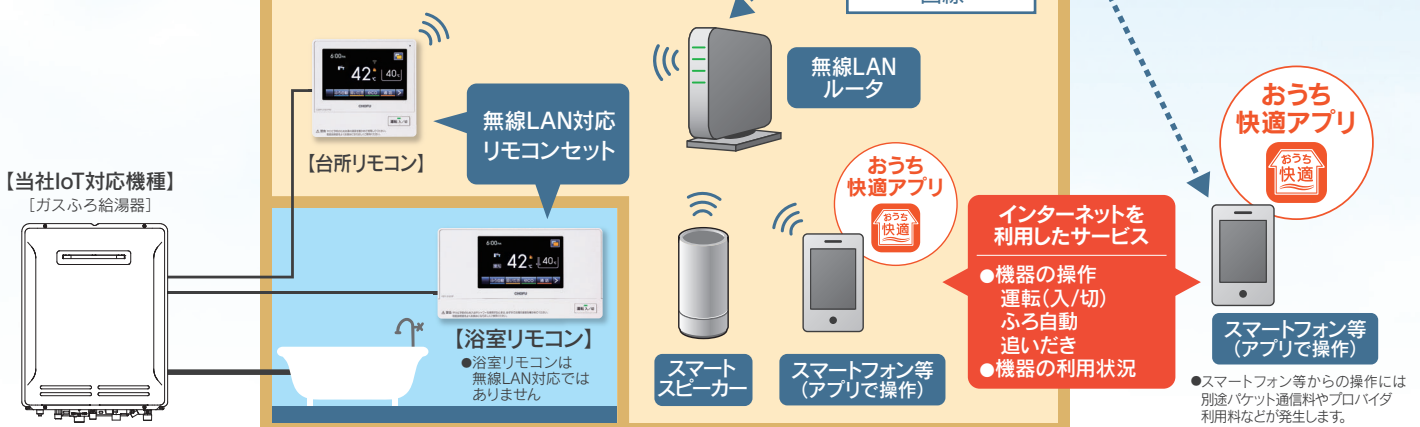 回線
6:00
42℃
40℃
CHOFU
運転 入/切
【台所リモコン】
無線LAN対応
リモコンセット
無線LAN
ルータ
おうち
快適アプリ
おうち
快適
【当社IoT対応機種】
[ガスふろ給湯器]
6:00
42℃
40℃
CHOFU
運転 入/切
【浴室リモコン】
●浴室リモコンは
無線LAN対応では
ありません
スマート
スピーカー
おうち
快適アプリ
おうち
快適
スマートフォン等
(アプリで操作)
インターネットを
利用したサービス
●機器の操作
運転(入/切)
ふろ自動
追いだき
●機器の利用状況
スマートフォン等
(アプリで操作)
●スマートフォン等からの操作には
別途パケット通信料やプロバイダ
利用料などが発生します。